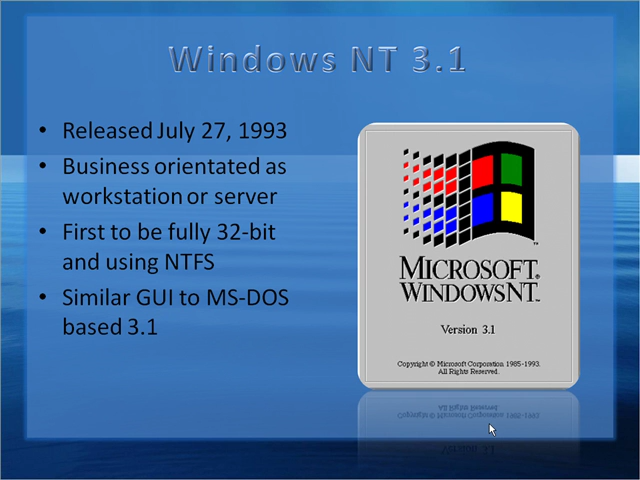 Windows NT 3.1
• Released July 27, 1993
• Business orientated as
workstation or server
• First to be fully 32-bit
and using NTFS
• Similar GUI to MS-DOS
based 3.1
MICROSOFT®
WINDOWS NT™
Version 3.1
Copyright © Microsoft Corporation 1985-1993.
All Rights Reserved.